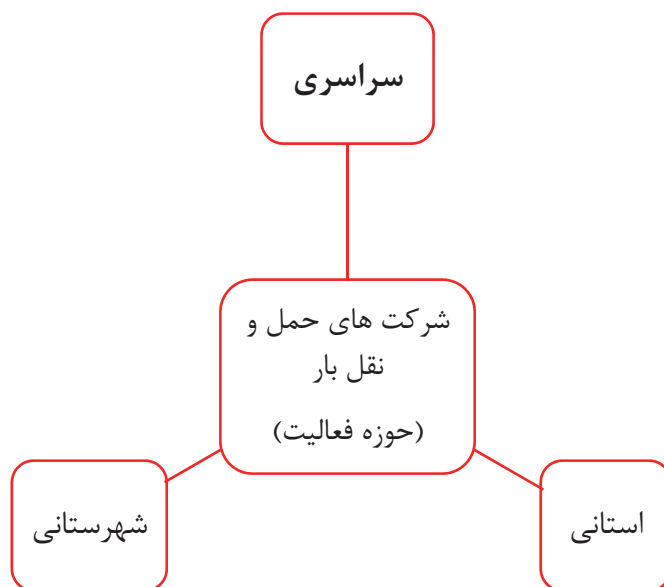 سراسری
شرکت های حمل و
نقل بار
(حوزه فعالیت)
استانی
شهرستانی